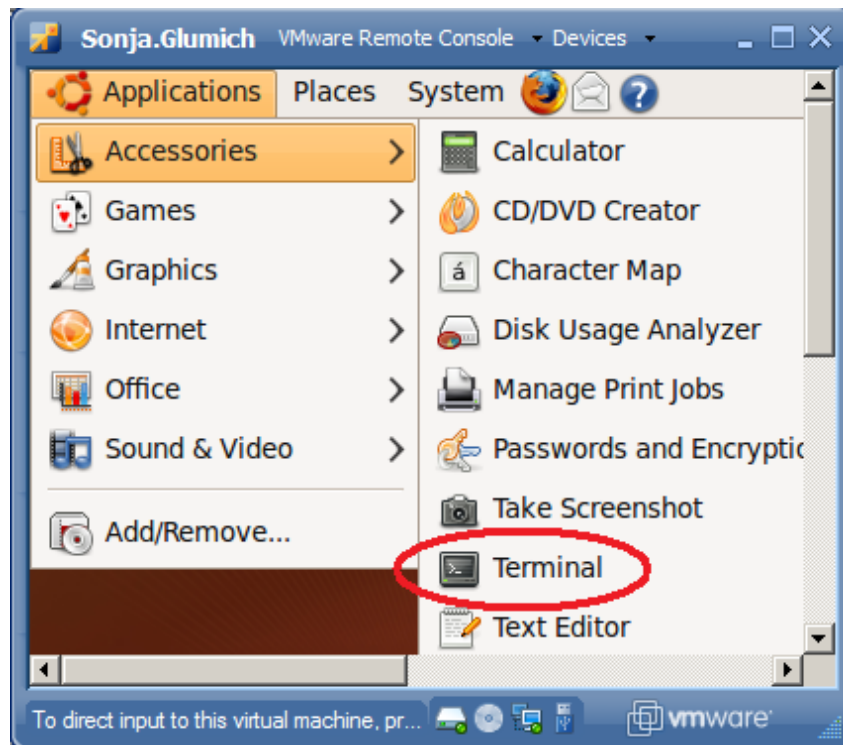 Sonja.Glumich VMware Remote Console Devices
Applications Places System
Accessories
Games
Graphics
Internet
Office
Sound & Video
Add/Remove...
Calculator
CD/DVD Creator
á Character Map
Disk Usage Analyzer
Manage Print Jobs
Passwords and Encryptio
Take Screenshot
Terminal
Text Editor
To direct input to this virtual machine, pr...
vmware